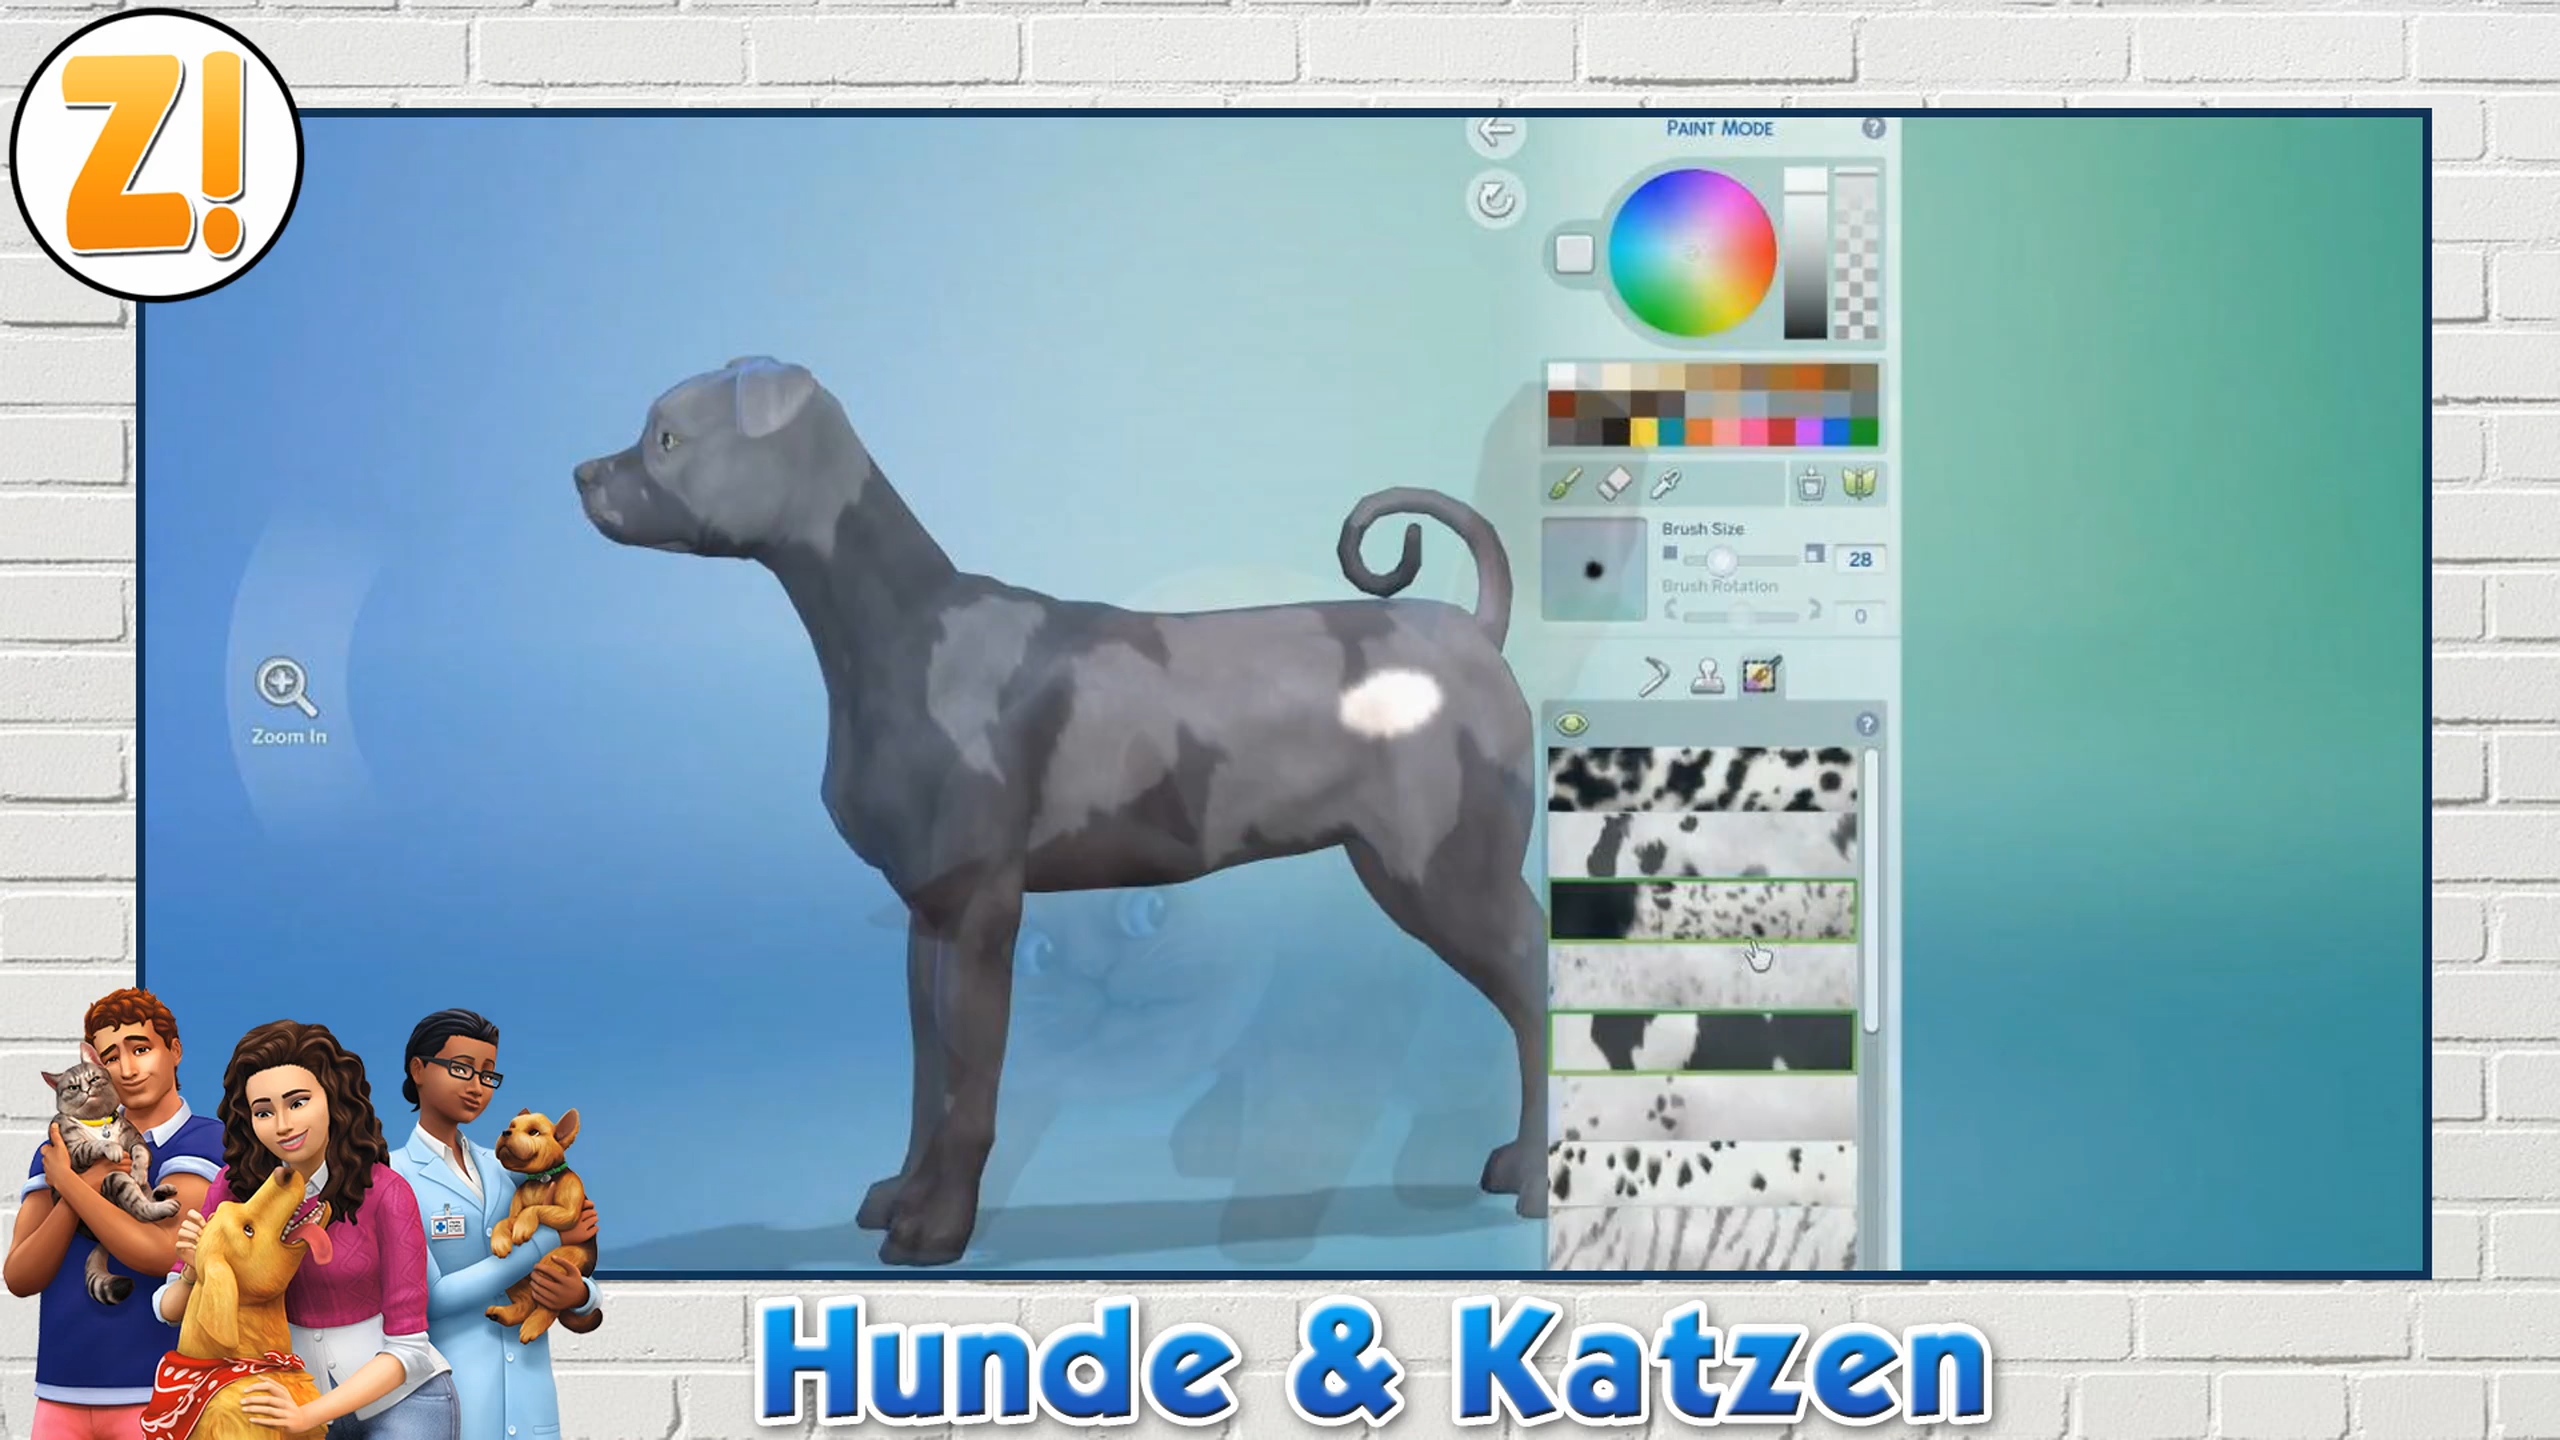 Z!
PAINT MODE
?
Brush Size
28
Brush Rotation
0
?
Zoom In
Hunde & Katzen